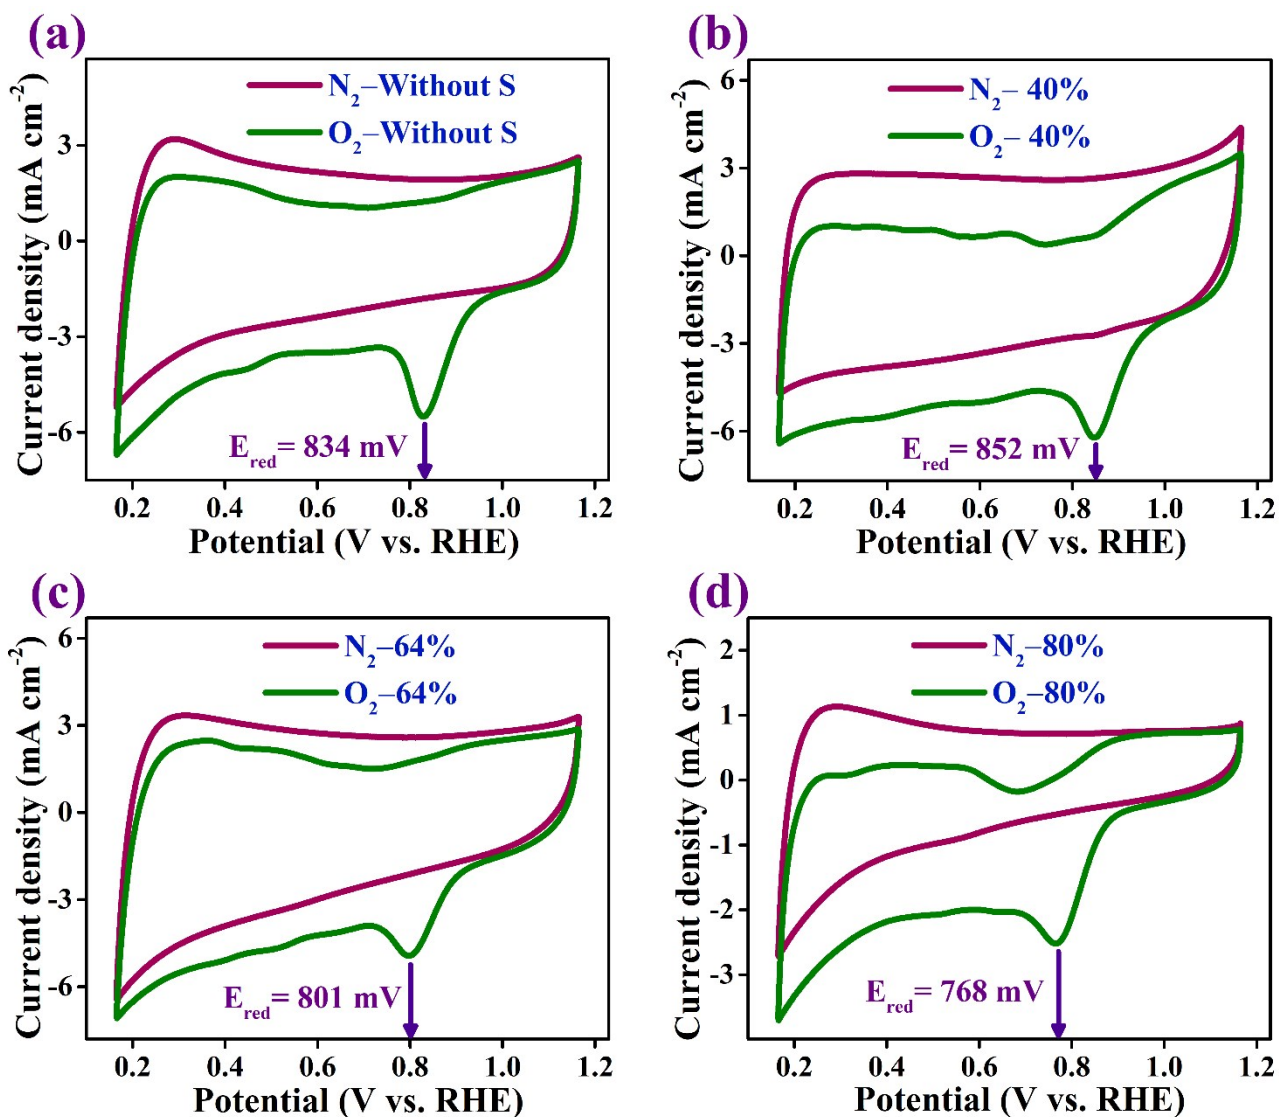 (a)
N₂–Without S
O₂–Without S
3
0
-3
-6
Current density (mA cm⁻²)
E_red= 834 mV
0.2 0.4 0.6 0.8 1.0 1.2
Potential (V vs. RHE)
(b)
N₂– 40%
O₂– 40%
6
3
0
-3
-6
Current density (mA cm⁻²)
E_red= 852 mV
0.2 0.4 0.6 0.8 1.0 1.2
Potential (V vs. RHE)
(c)
N₂–64%
O₂–64%
6
3
0
-3
-6
Current density (mA cm⁻²)
E_red= 801 mV
0.2 0.4 0.6 0.8 1.0 1.2
Potential (V vs. RHE)
(d)
N₂–80%
O₂–80%
2
1
0
-1
-2
-3
Current density (mA cm⁻²)
E_red= 768 mV
0.2 0.4 0.6 0.8 1.0 1.2
Potential (V vs. RHE)